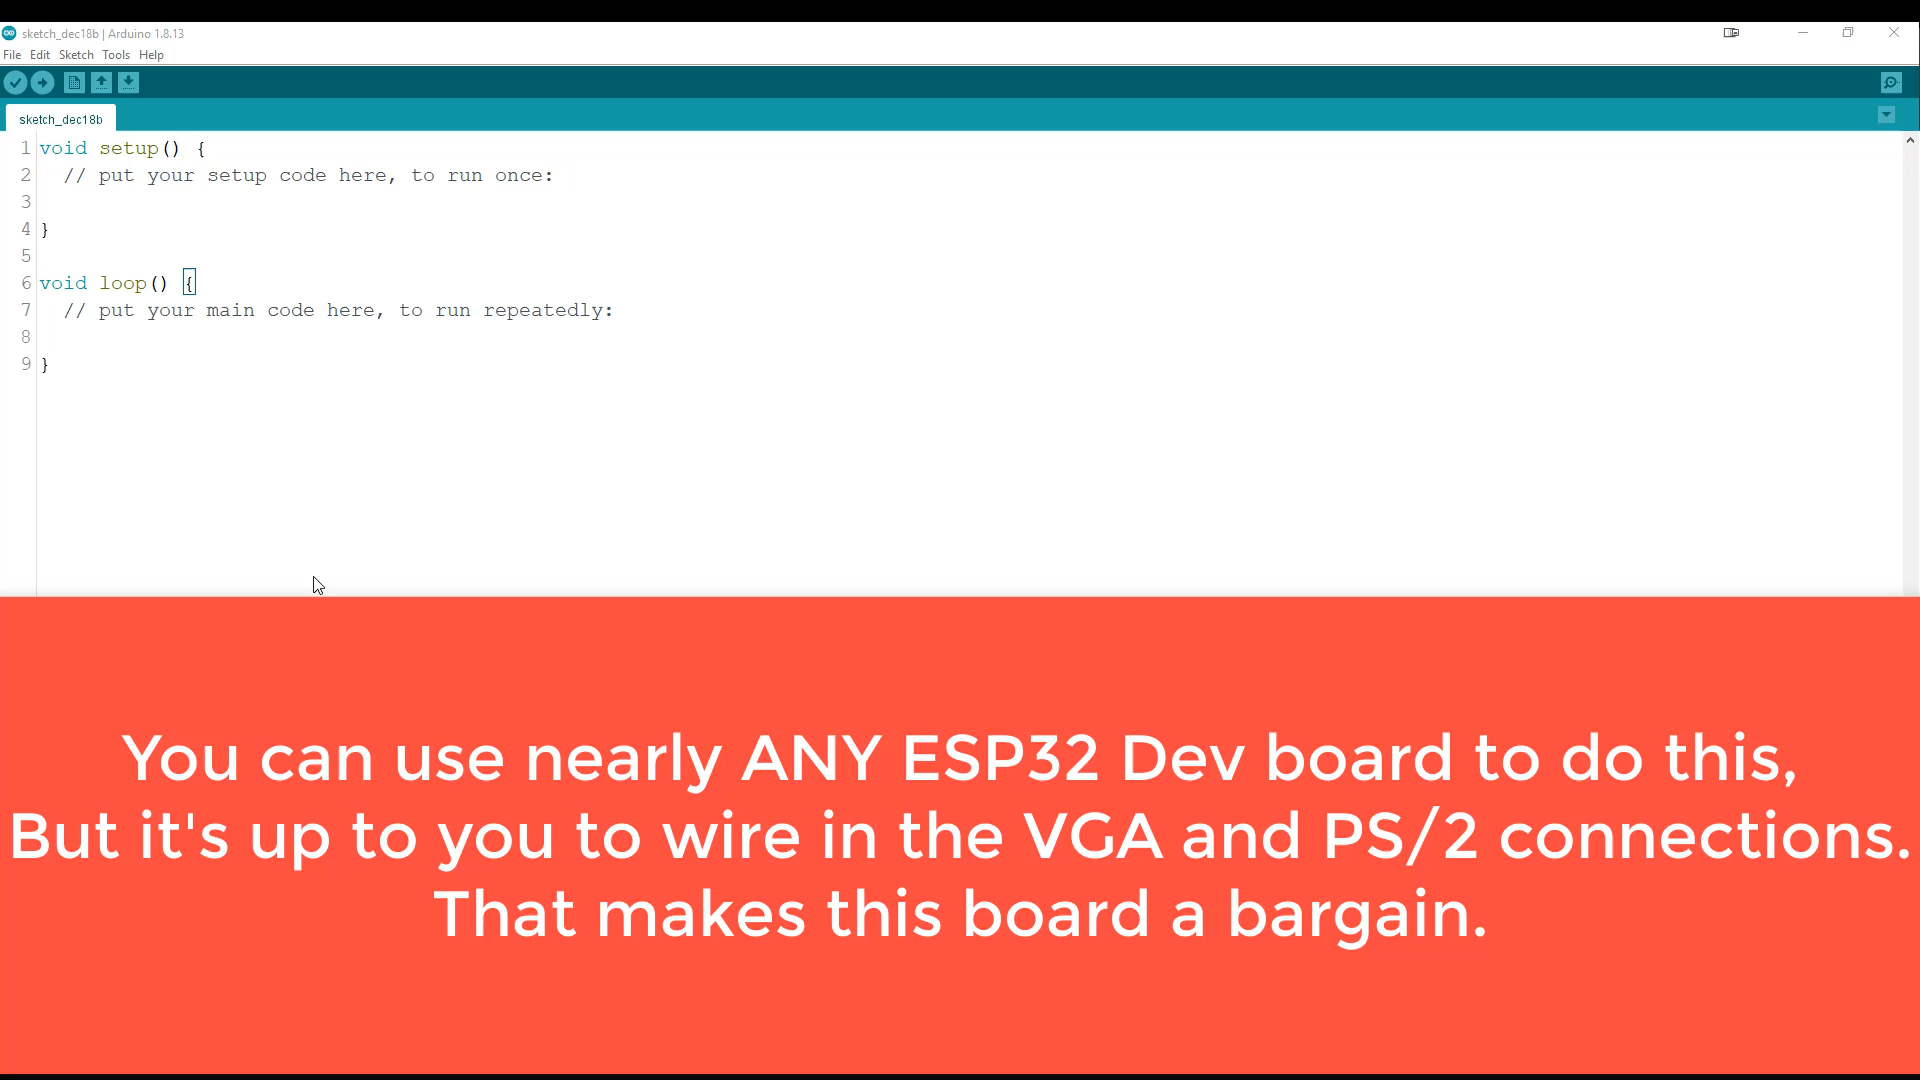 sketch_dec18b | Arduino 1.8.13
File Edit Sketch Tools Help
sketch_dec18b
1 void setup() {
2   // put your setup code here, to run once:
3
4 }
5
6 void loop() {
7   // put your main code here, to run repeatedly:
8
9 }
You can use nearly ANY ESP32 Dev board to do this,
But it's up to you to wire in the VGA and PS/2 connections.
That makes this board a bargain.